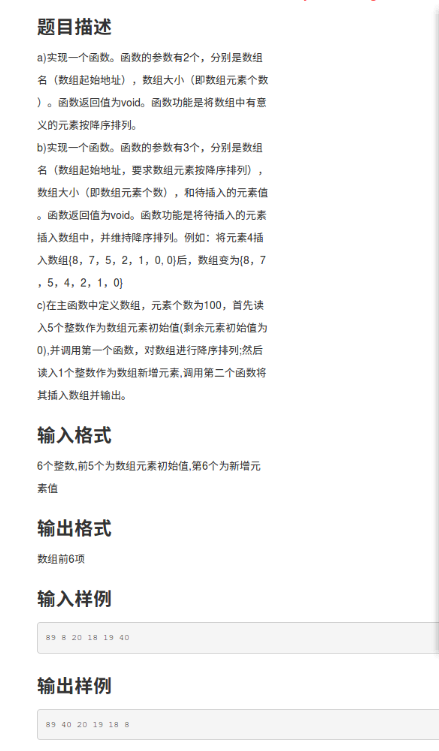 题目描述
a)实现一个函数。函数的参数有2个，分别是数组
名（数组起始地址），数组大小（即数组元素个数
）。函数返回值为void。函数功能是将数组中有意
义的元素按降序排列。
b)实现一个函数。函数的参数有3个，分别是数组
名（数组起始地址，要求数组元素按降序排列），
数组大小（即数组元素个数），和待插入的元素值
。函数返回值为void。函数功能是将待插入的元素
插入数组中，并维持降序排列。例如：将元素4插
入数组{8，7，5，2，1，0, 0}后，数组变为{8，7
，5，4，2，1，0}
c)在主函数中定义数组，元素个数为100，首先读
入5个整数作为数组元素初始值(剩余元素初始值为
0),并调用第一个函数，对数组进行降序排列;然后
读入1个整数作为数组新增元素,调用第二个函数将
其插入数组并输出。
输入格式
6个整数,前5个为数组元素初始值,第6个为新增元
素值
输出格式
数组前6项
输入样例
89 8 20 18 19 40
输出样例
89 40 20 19 18 8